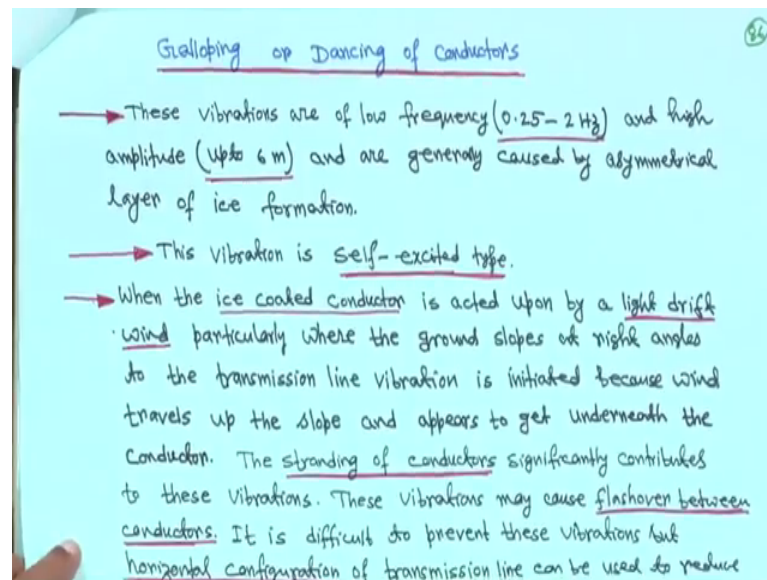 86
Galloping or Dancing of Conductors
These vibrations are of low frequency (0.25 - 2 Hz) and high
amplitude (upto 6 m) and are generally caused by asymmetrical
layer of ice formation.
This vibration is self-excited type.
When the ice coated conductor is acted upon by a light drift
wind particularly where the ground slopes at right angles
to the transmission line vibration is initiated because wind
travels up the slope and appears to get underneath the
conductor. The stranding of conductors significantly contributes
to these vibrations. These vibrations may cause flashover between
conductors. It is difficult to prevent these vibrations but
horizontal configuration of transmission line can be used to reduce